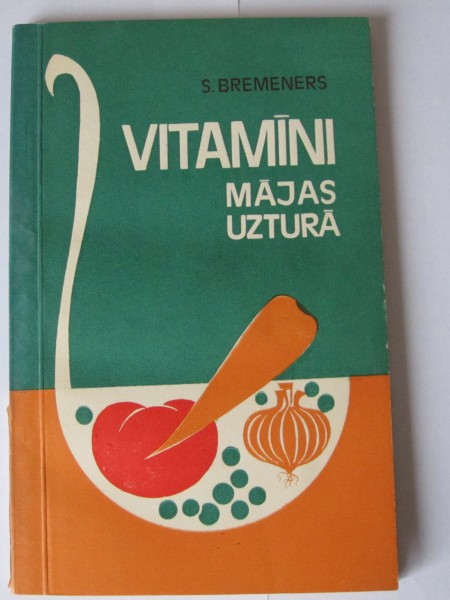 S. BREMENERS
VITAMĪNI
MĀJAS
UZTURĀ